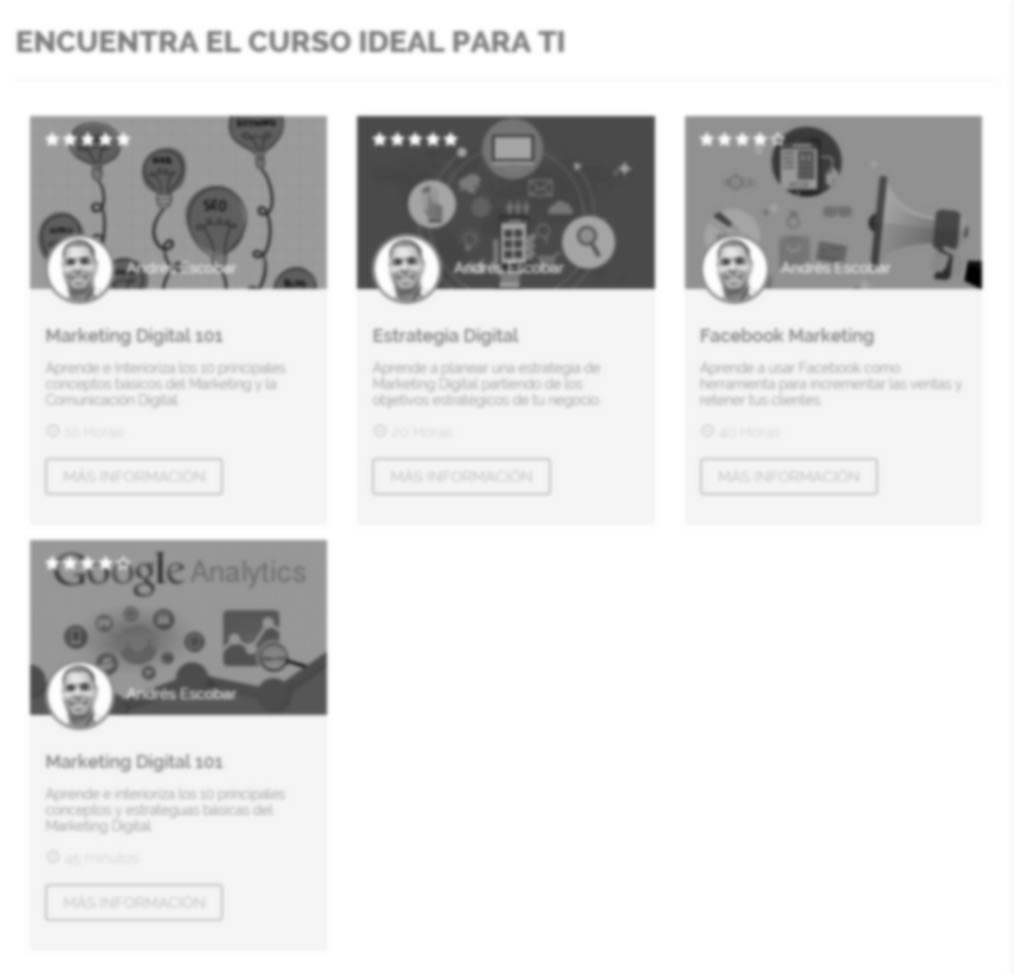 ENCUENTRA EL CURSO IDEAL PARA TI
SEO
Andrés Escobar
Marketing Digital 101
Aprende e Interioriza los 10 principales
conceptos básicos del Marketing y la
Comunicación Digital.
10 Horas
MÁS INFORMACIÓN
Andrés Escobar
Estrategia Digital
Aprende a planear una estrategia de
Marketing Digital partiendo de los
objetivos estratégicos de tu negocio.
20 Horas
MÁS INFORMACIÓN
Andrés Escobar
Facebook Marketing
Aprende a usar Facebook como
herramienta para incrementar las ventas y
retener tus clientes.
40 Horas
MÁS INFORMACIÓN
Google Analytics
Andrés Escobar
Marketing Digital 101
Aprende e interioriza los 10 principales
conceptos y estrateguas básicas del
Marketing Digital
45 minutos
MÁS INFORMACIÓN